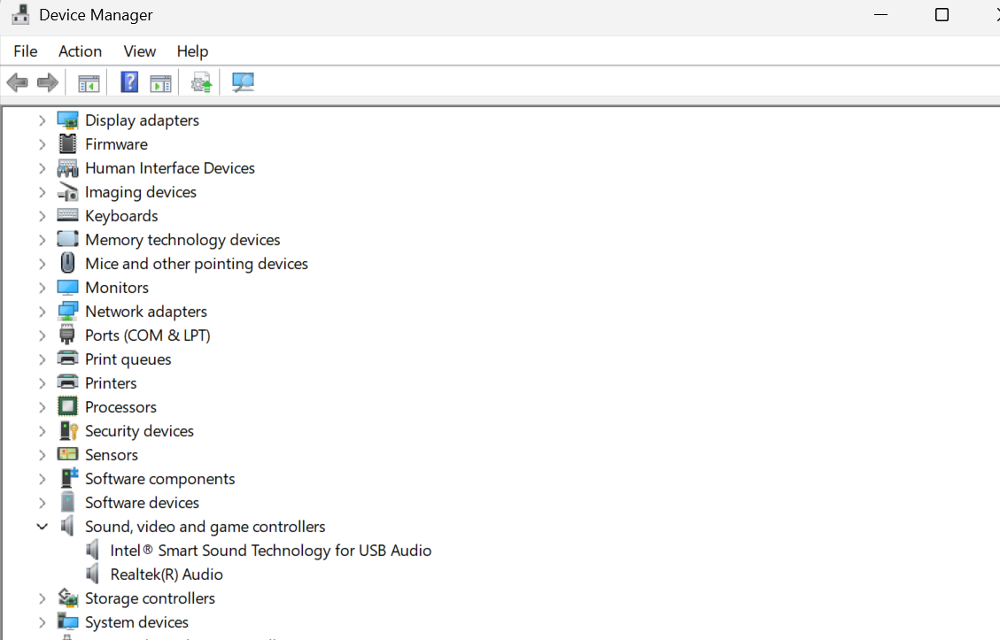 Device Manager
File Action View Help
Display adapters
Firmware
Human Interface Devices
Imaging devices
Keyboards
Memory technology devices
Mice and other pointing devices
Monitors
Network adapters
Ports (COM & LPT)
Print queues
Printers
Processors
Security devices
Sensors
Software components
Software devices
Sound, video and game controllers
Intel® Smart Sound Technology for USB Audio
Realtek(R) Audio
Storage controllers
System devices